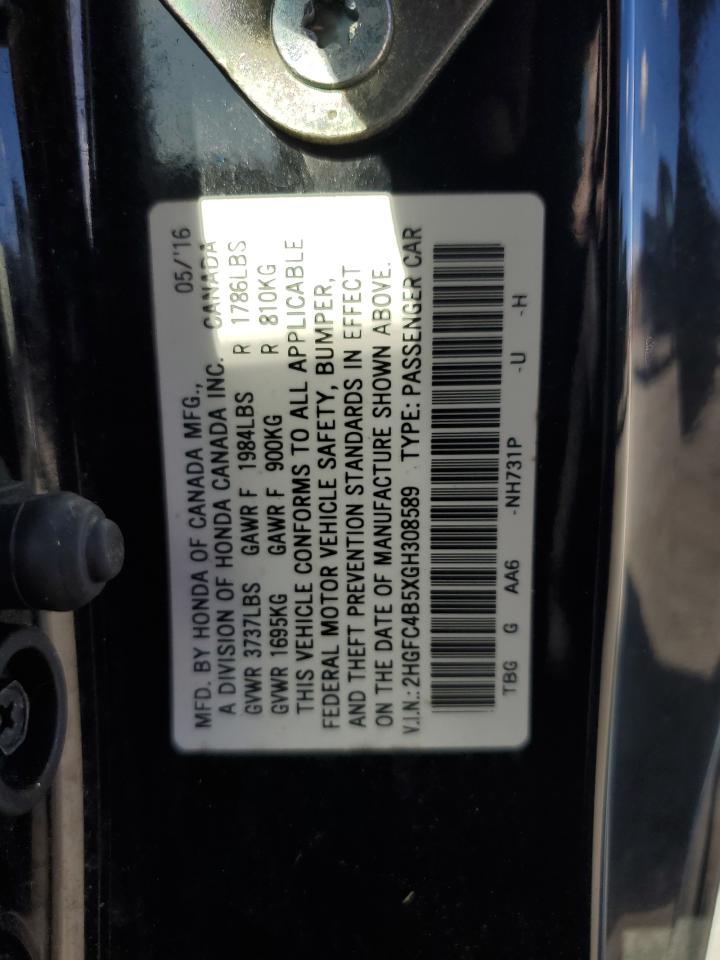 MFD. BY HONDA OF CANADA MFG., 05/'16
A DIVISION OF HONDA CANADA INC. CANADA
GVWR 3737LBS GAWR F 1984LBS R 1786LBS
GVWR 1695KG GAWR F 900KG R 810KG
THIS VEHICLE CONFORMS TO ALL APPLICABLE
FEDERAL MOTOR VEHICLE SAFETY, BUMPER,
AND THEFT PREVENTION STANDARDS IN EFFECT
ON THE DATE OF MANUFACTURE SHOWN ABOVE.
V.I.N.: 2HGFC4B5XGH308589 TYPE: PASSENGER CAR
TBG G AA6 -NH731P -U -H